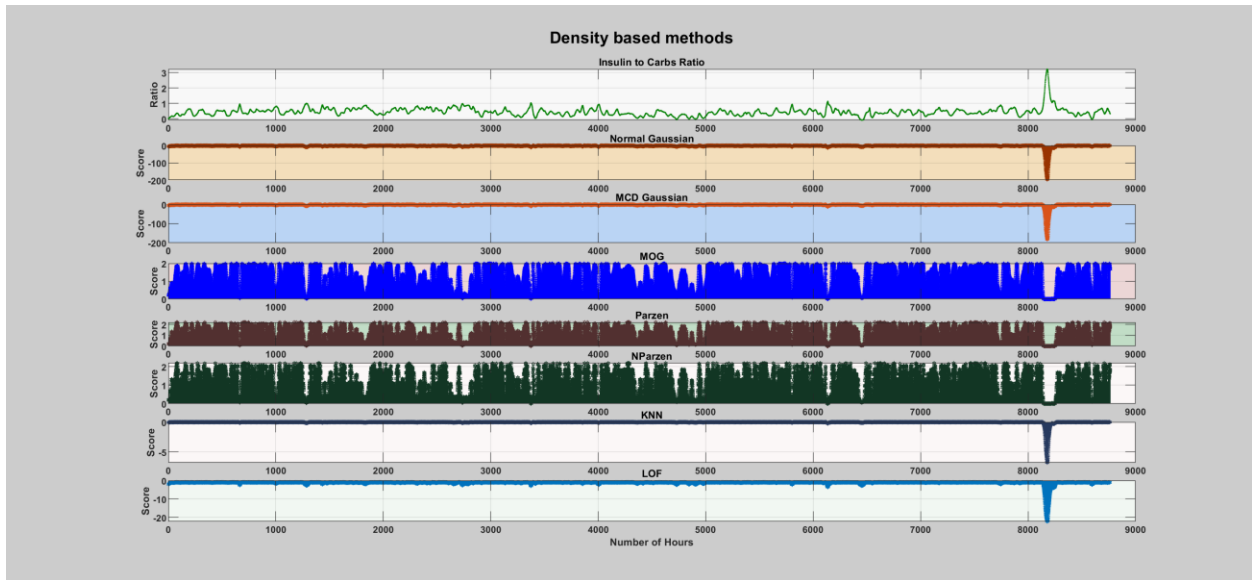 Density based methods
Insulin to Carbs Ratio
Ratio
3
2
1
0
0 1000 2000 3000 4000 5000 6000 7000 8000 9000
Normal Gaussian
Score
0
-100
-200
0 1000 2000 3000 4000 5000 6000 7000 8000 9000
MCD Gaussian
Score
0
-100
-200
0 1000 2000 3000 4000 5000 6000 7000 8000 9000
MOG
Score
2
1
0
0 1000 2000 3000 4000 5000 6000 7000 8000 9000
Parzen
Score
2
1
0
0 1000 2000 3000 4000 5000 6000 7000 8000 9000
NParzen
Score
2
1
0
0 1000 2000 3000 4000 5000 6000 7000 8000 9000
KNN
Score
0
-5
0 1000 2000 3000 4000 5000 6000 7000 8000 9000
LOF
Score
0
-10
-20
0 1000 2000 3000 4000 5000 6000 7000 8000 9000
Number of Hours